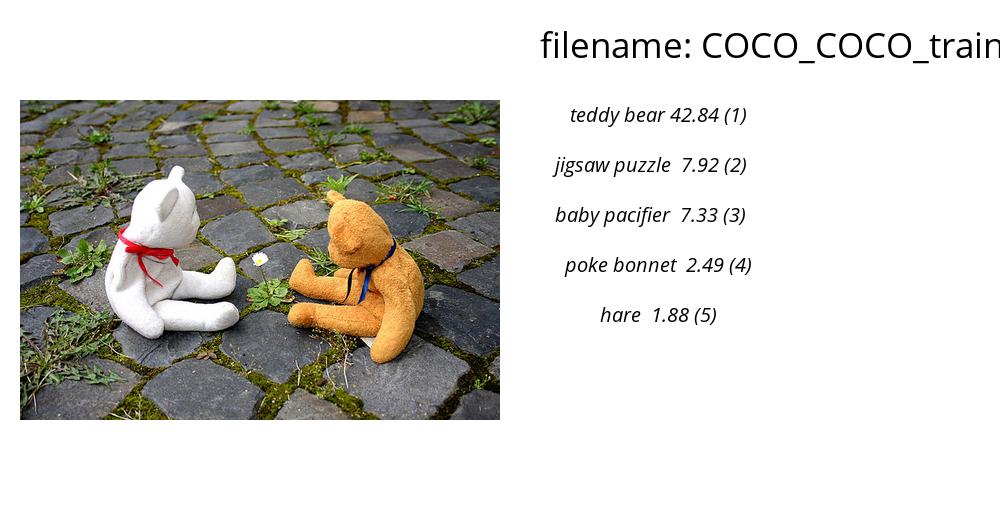 filename: COCO_COCO_train
teddy bear 42.84 (1)
jigsaw puzzle 7.92 (2)
baby pacifier 7.33 (3)
poke bonnet 2.49 (4)
hare 1.88 (5)